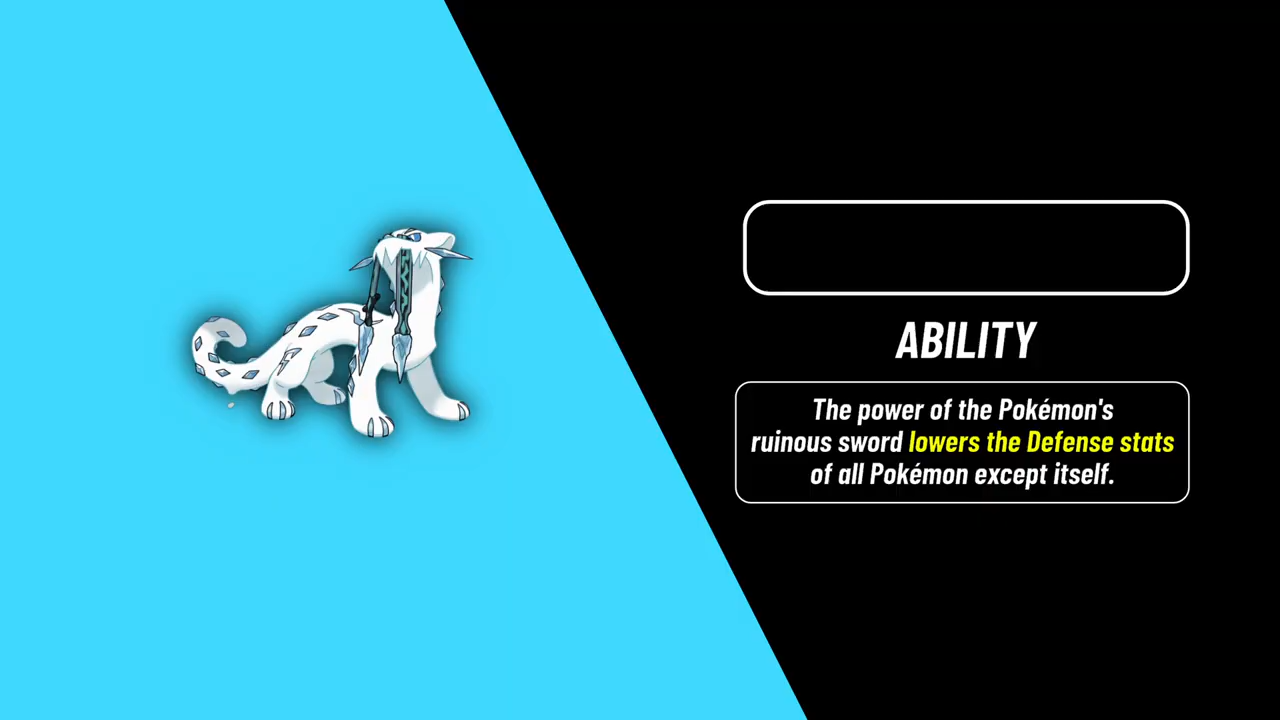 ABILITY
The power of the Pokémon's
ruinous sword lowers the Defense stats
of all Pokémon except itself.